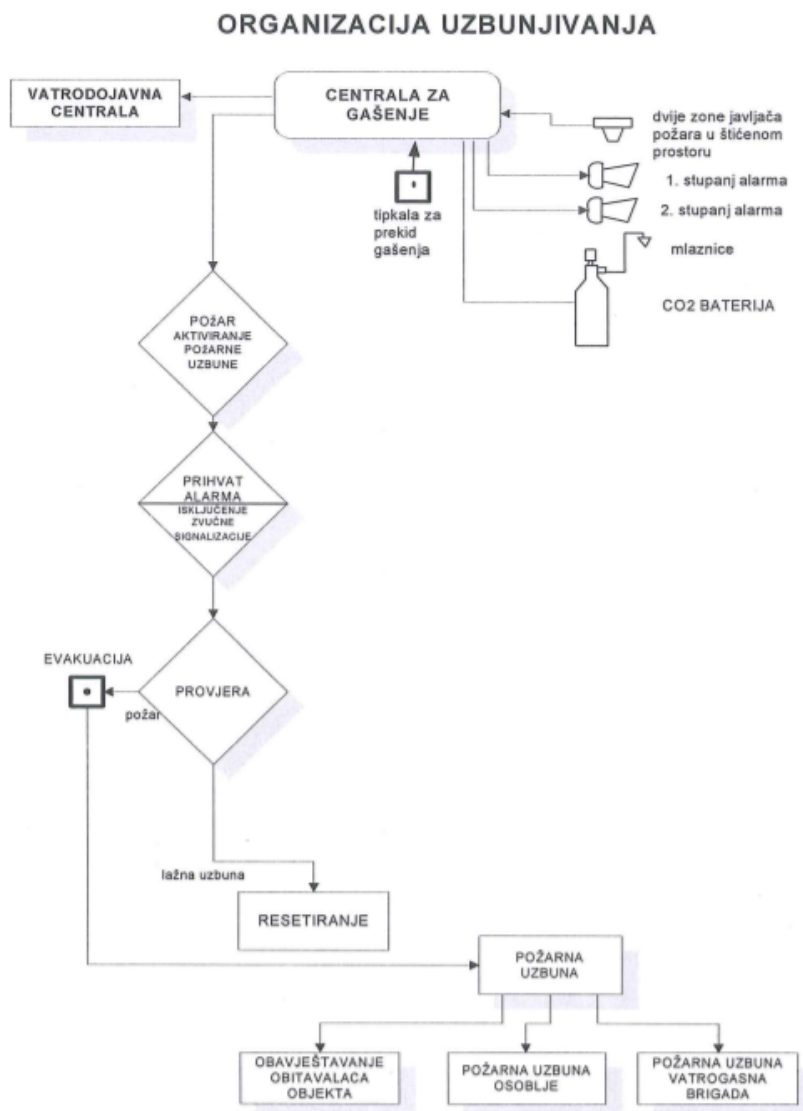 ORGANIZACIJA UZBUNJIVANJA
VATRODOJAVNA
CENTRALA
CENTRALA ZA
GAŠENJE
dvije zone javljača
požara u štićenom
prostoru
1. stupanj alarma
2. stupanj alarma
tipkala za
prekid
gašenja
mlaznice
CO2 BATERIJA
POžAR
AKTIVIRANJE
POžARNE
UZBUNE
PRIHVAT
ALARMA
ISKLJUČENJE
ZVUČNE
SIGNALIZACIJE
EVAKUACIJA
PROVJERA
požar
lažna uzbuna
RESETIRANJE
POŽARNA
UZBUNA
OBAVJEŠTAVANJE
OBITAVALACA
OBJEKTA
POŽARNA UZBUNA
OSOBLJE
POŽARNA UZBUNA
VATROGASNA
BRIGADA